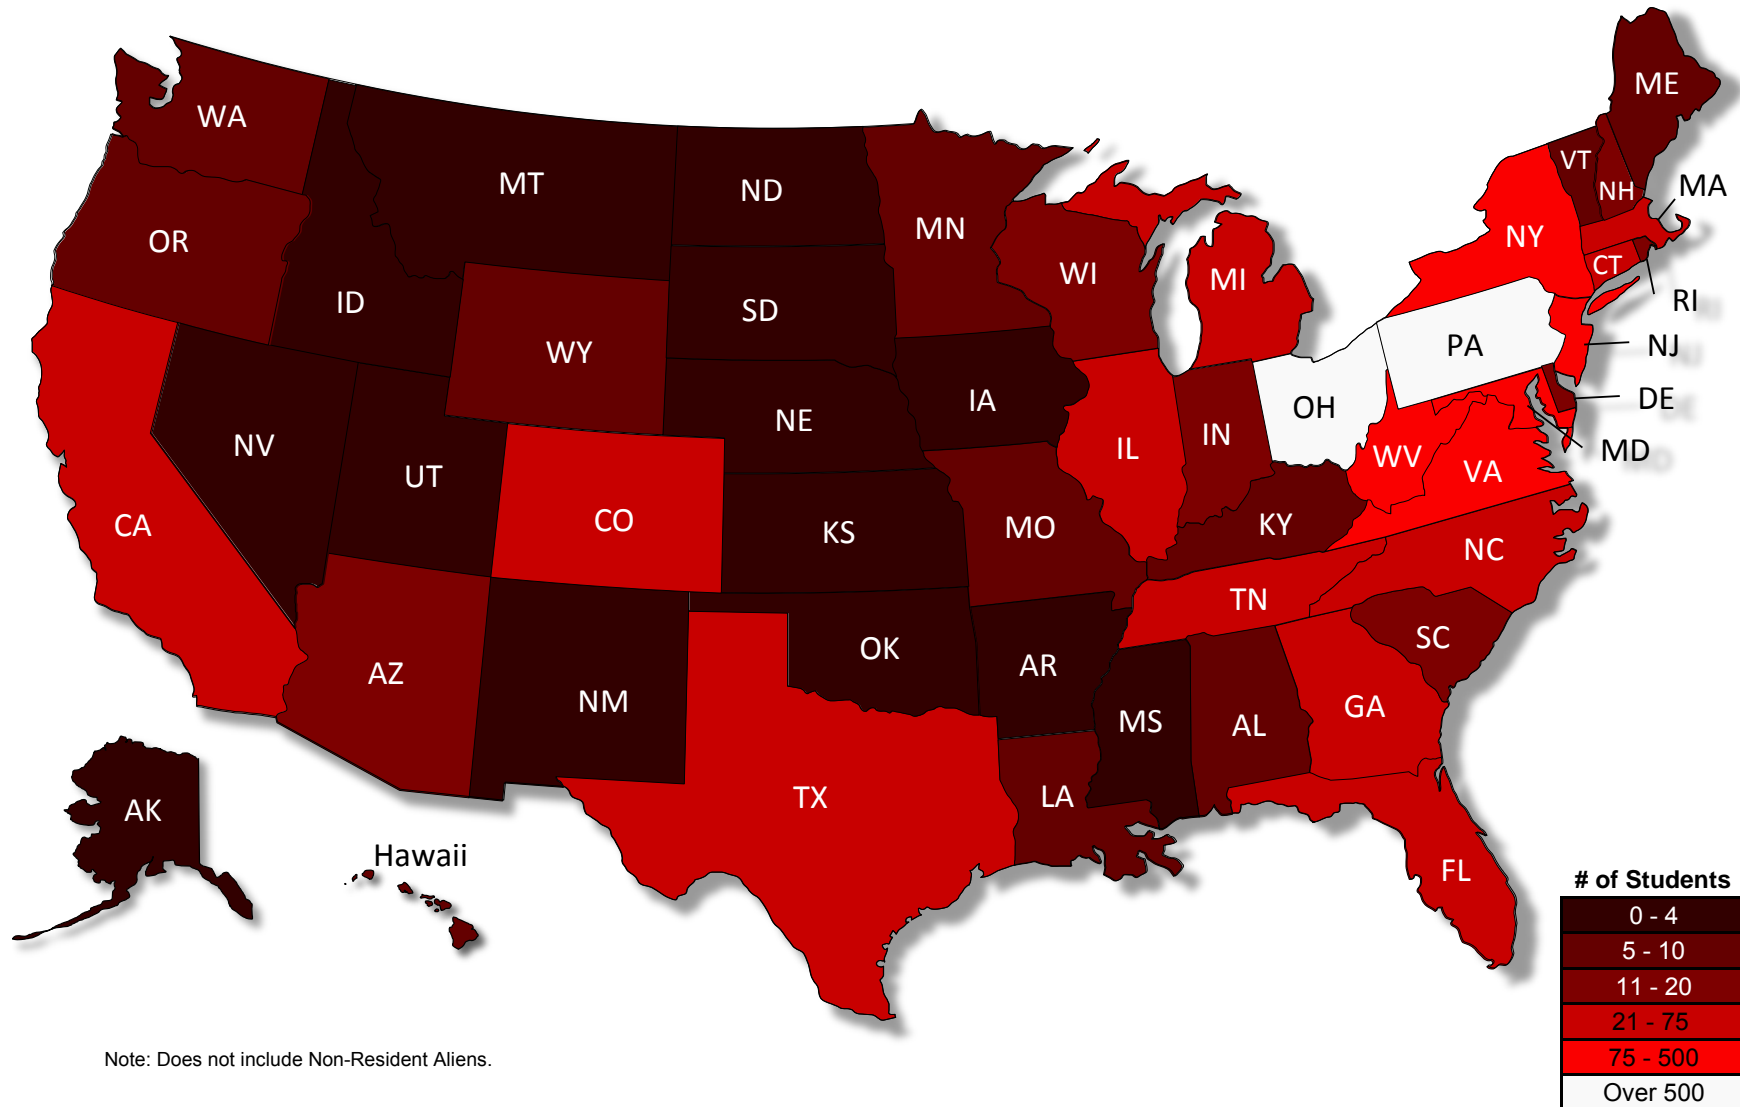 ME
WA
VT
MT
ND
NH
MA
MN
NY
OR
WI
CT
MI
ID
RI
SD
WY
PA
NJ
IA
DE
OH
NE
IN
NV
IL
MD
WV
UT
VA
CA
CO
KY
MO
KS
NC
TN
SC
OK
AR
AZ
NM
GA
MS
AL
LA
TX
AK
Hawaii
FL
# of Students
0 - 4
5 - 10
11 - 20
21 - 75
75 - 500
Over 500
Note: Does not include Non-Resident Aliens.